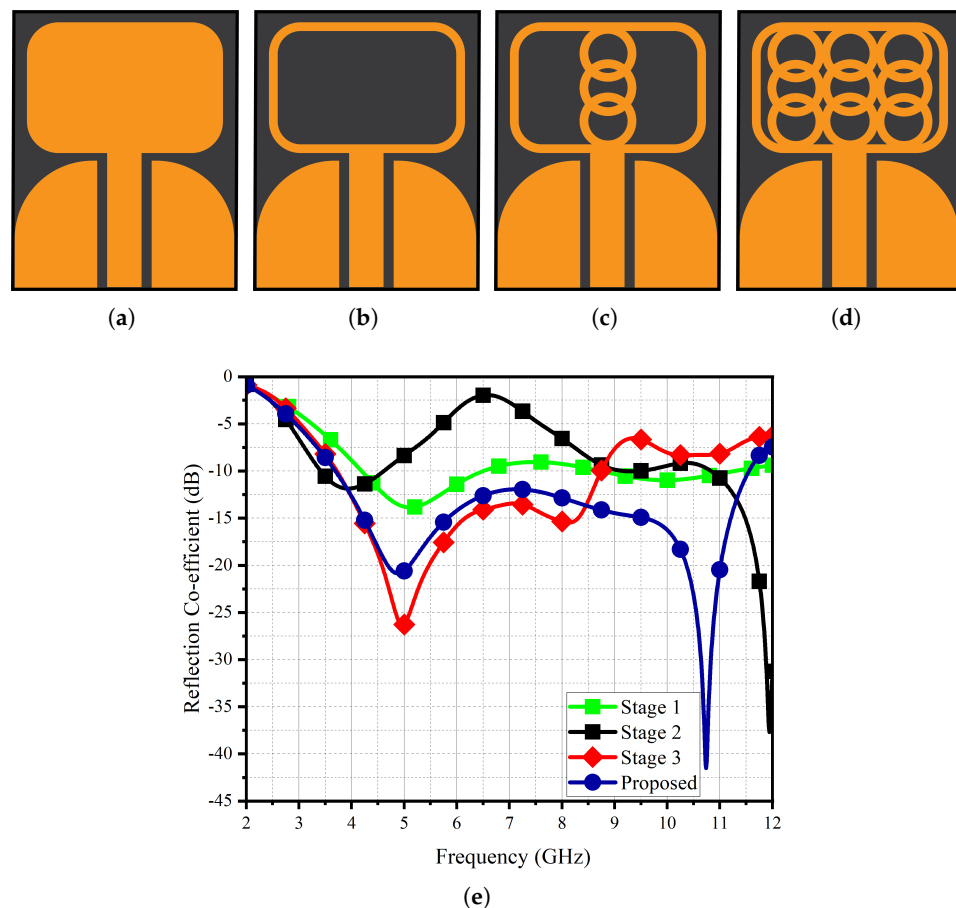 (a) (b) (c) (d)
0
-5
-10
-15
-20
-25
-30
-35
-40
-45
Reflection Co-efficient (dB)
Stage 1
Stage 2
Stage 3
Proposed
2 3 4 5 6 7 8 9 10 11 12
Frequency (GHz)
(e)